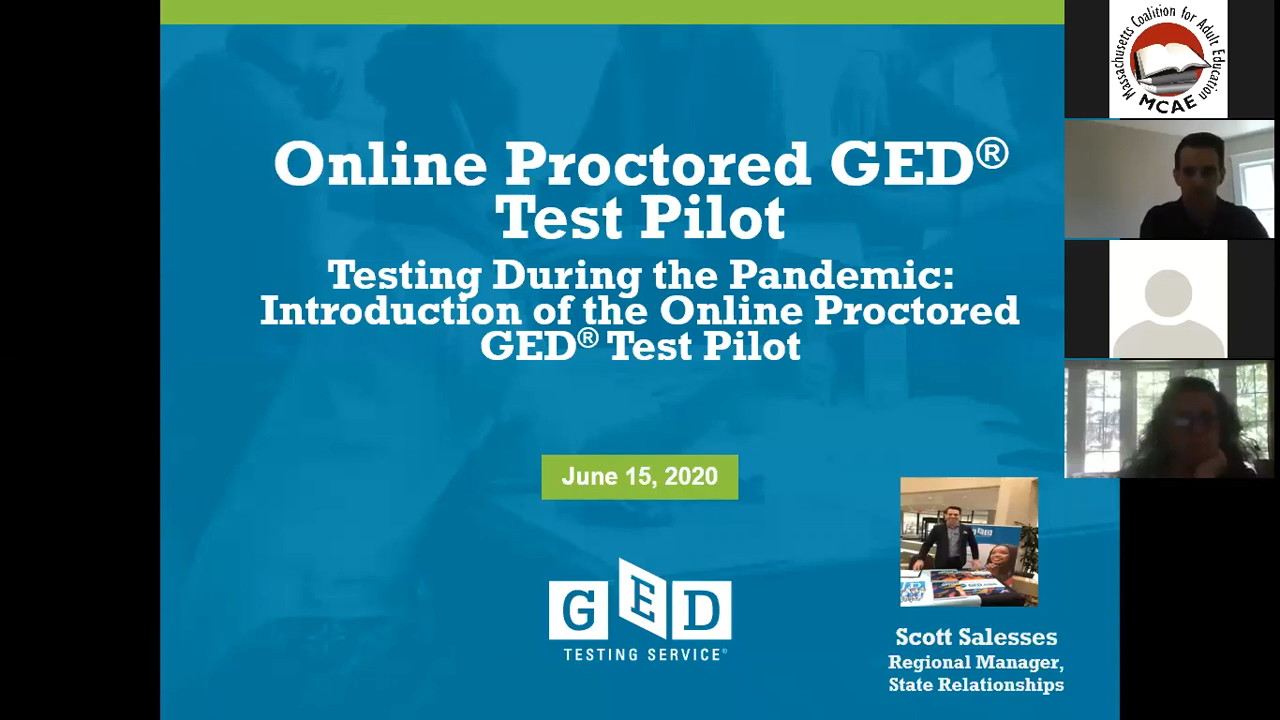 Online Proctored GED®
Test Pilot
Testing During the Pandemic:
Introduction of the Online Proctored
GED® Test Pilot
June 15, 2020
GED
TESTING SERVICE®
Scott Salesses
Regional Manager,
State Relationships
Massachusetts Coalition for Adult Education
MCAE